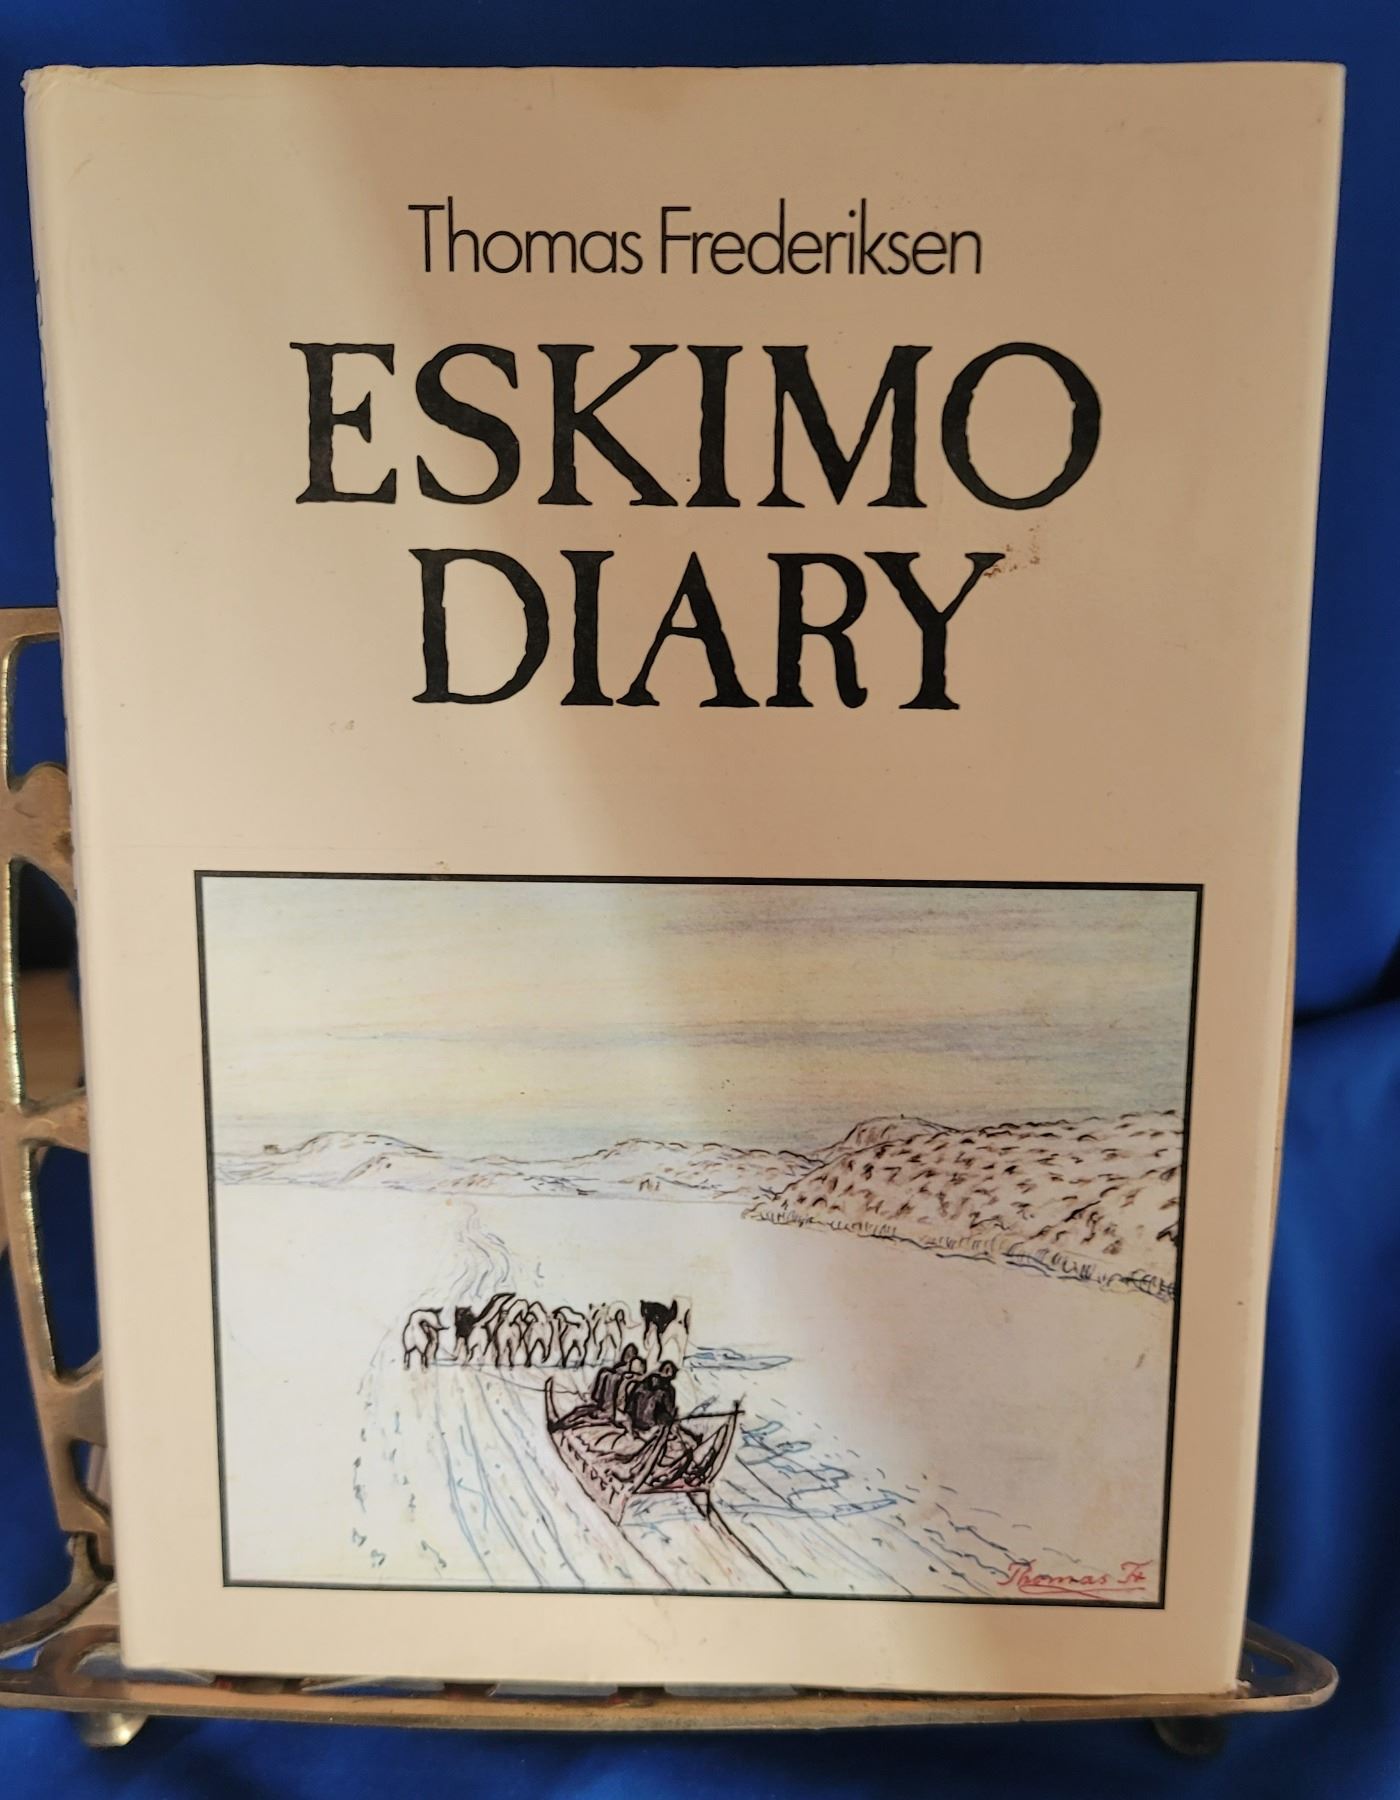 Thomas Frederiksen
ESKIMO
DIARY
Thomas Fr